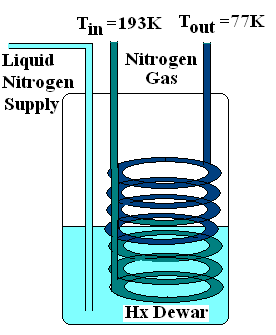 T_in =193K
T_out =77K
Liquid
Nitrogen
Supply
Nitrogen
Gas
Hx Dewar